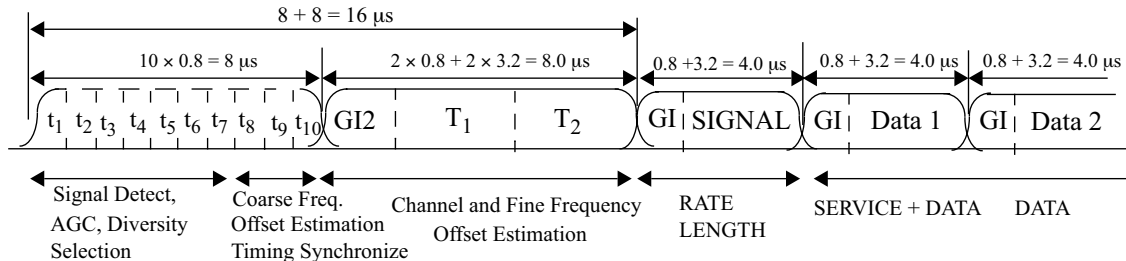 8 + 8 = 16 μs
10 × 0.8 = 8 μs
2 × 0.8 + 2 × 3.2 = 8.0 μs
0.8 +3.2 = 4.0 μs
0.8 + 3.2 = 4.0 μs
0.8 + 3.2 = 4.0 μs
t1 t2 t3 t4 t5 t6 t7 t8 t9 t10 GI2 T1 T2 GI SIGNAL GI Data 1 GI Data 2
Signal Detect,
AGC, Diversity
Selection
Coarse Freq.
Offset Estimation
Timing Synchronize
Channel and Fine Frequency
Offset Estimation
RATE
LENGTH
SERVICE + DATA
DATA